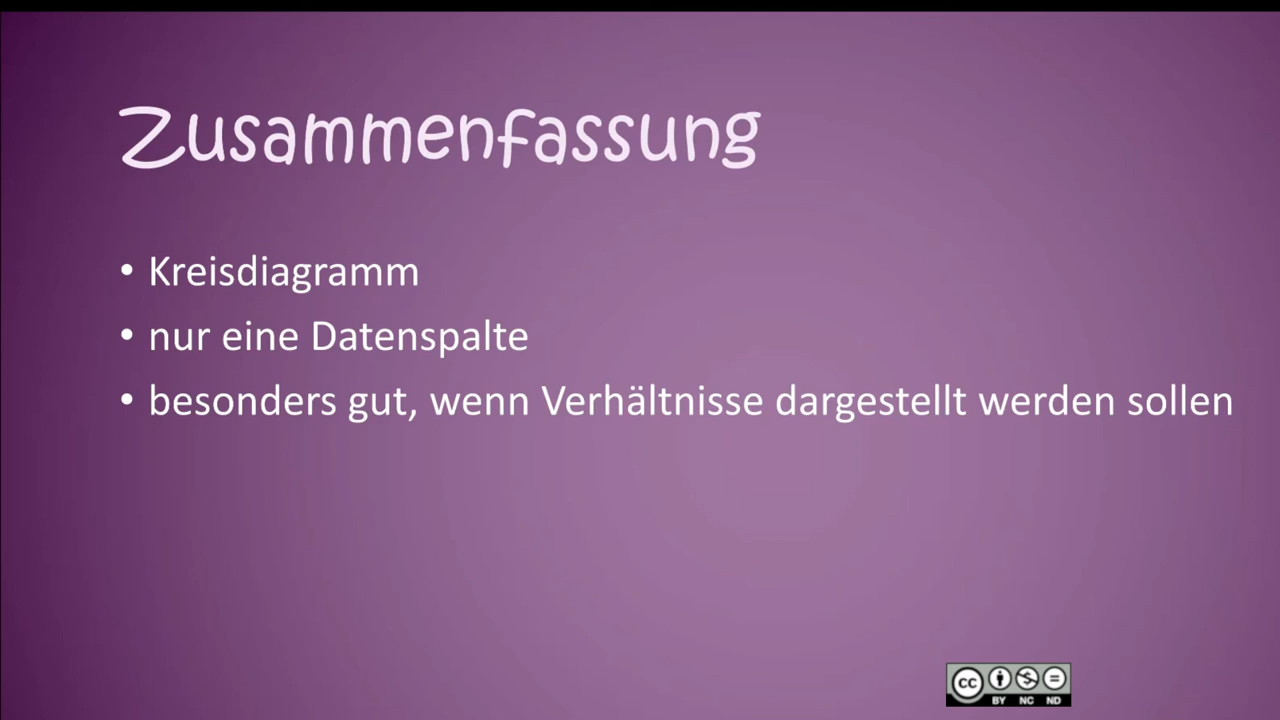 Zusammenfassung
• Kreisdiagramm
• nur eine Datenspalte
• besonders gut, wenn Verhältnisse dargestellt werden sollen
cc
BY NC ND